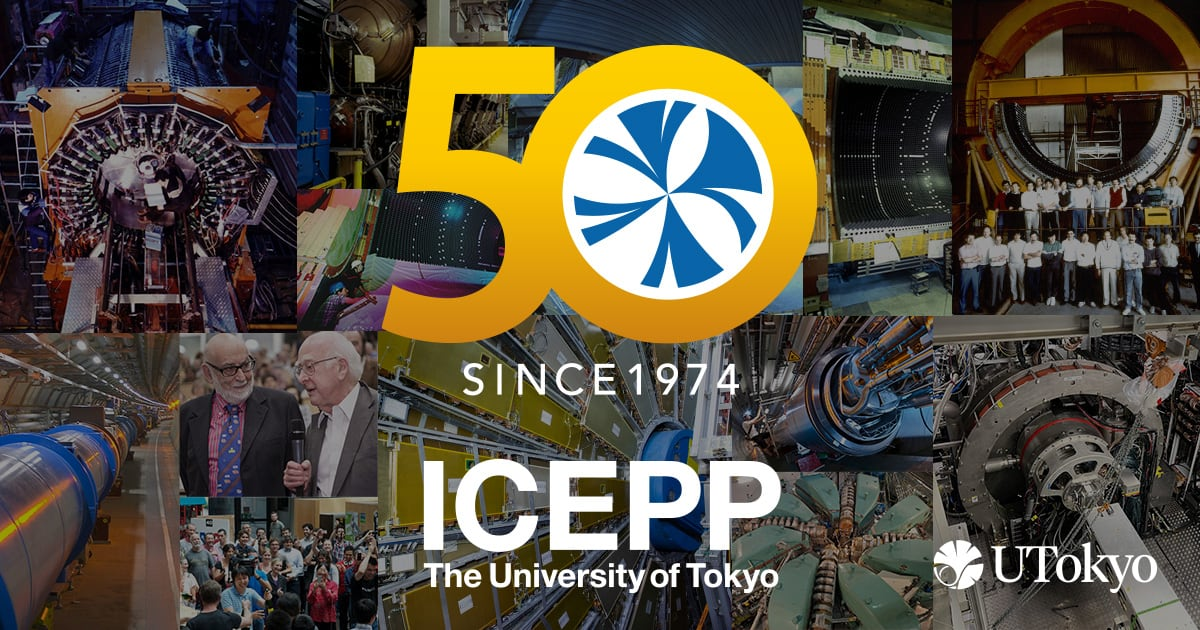 50
SINCE1974
ICEPP
The University of Tokyo
UTokyo